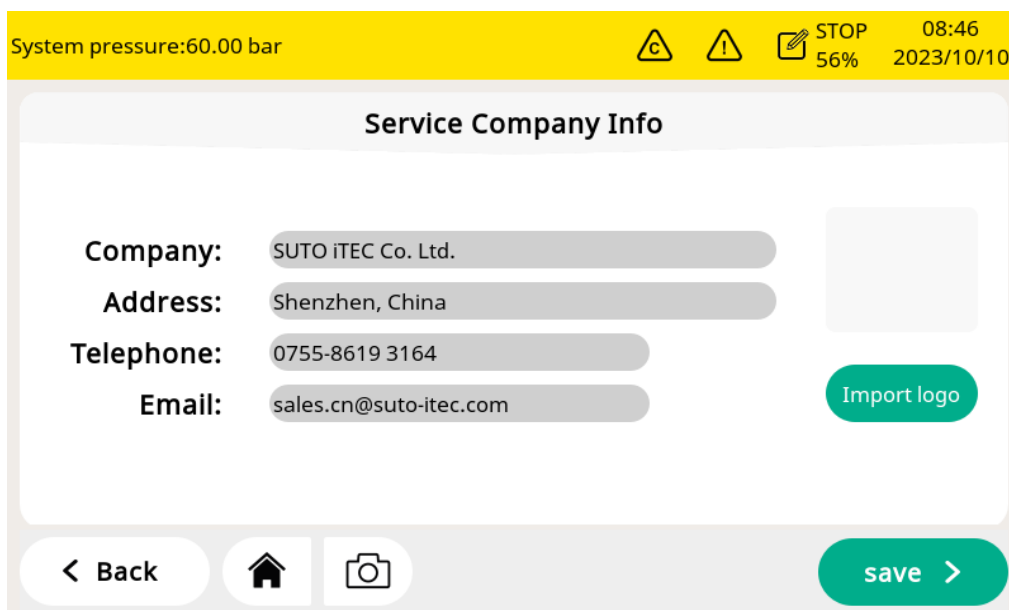 System pressure:60.00 bar
C
!
STOP
56%
08:46
2023/10/10
Service Company Info
Company: SUTO iTEC Co. Ltd.
Address: Shenzhen, China
Telephone: 0755-8619 3164
Email: sales.cn@suto-itec.com
Import logo
Back
save